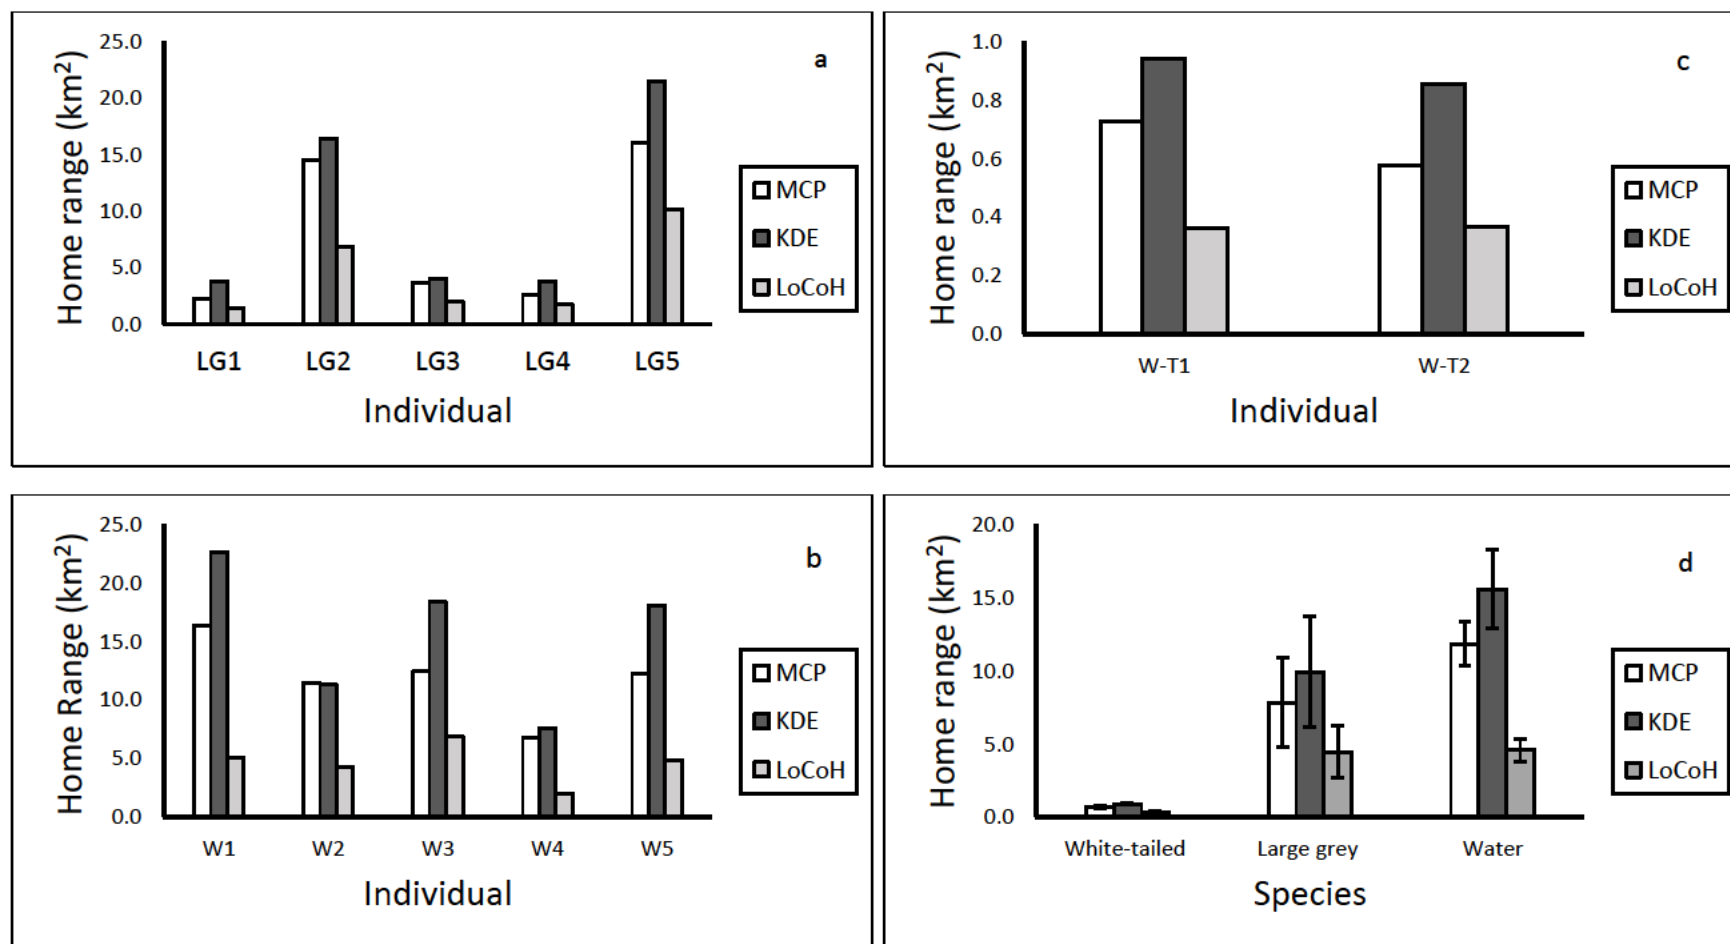 a
Home range (km²)
25.0
20.0
15.0
10.0
5.0
0.0
LG1 LG2 LG3 LG4 LG5
Individual
MCP
KDE
LoCoH
c
Home range (km²)
1.0
0.8
0.6
0.4
0.2
0.0
W-T1 W-T2
Individual
MCP
KDE
LoCoH
b
Home Range (km²)
25.0
20.0
15.0
10.0
5.0
0.0
W1 W2 W3 W4 W5
Individual
MCP
KDE
LoCoH
d
Home range (km²)
20.0
15.0
10.0
5.0
0.0
White-tailed Large grey Water
Species
MCP
KDE
LoCoH